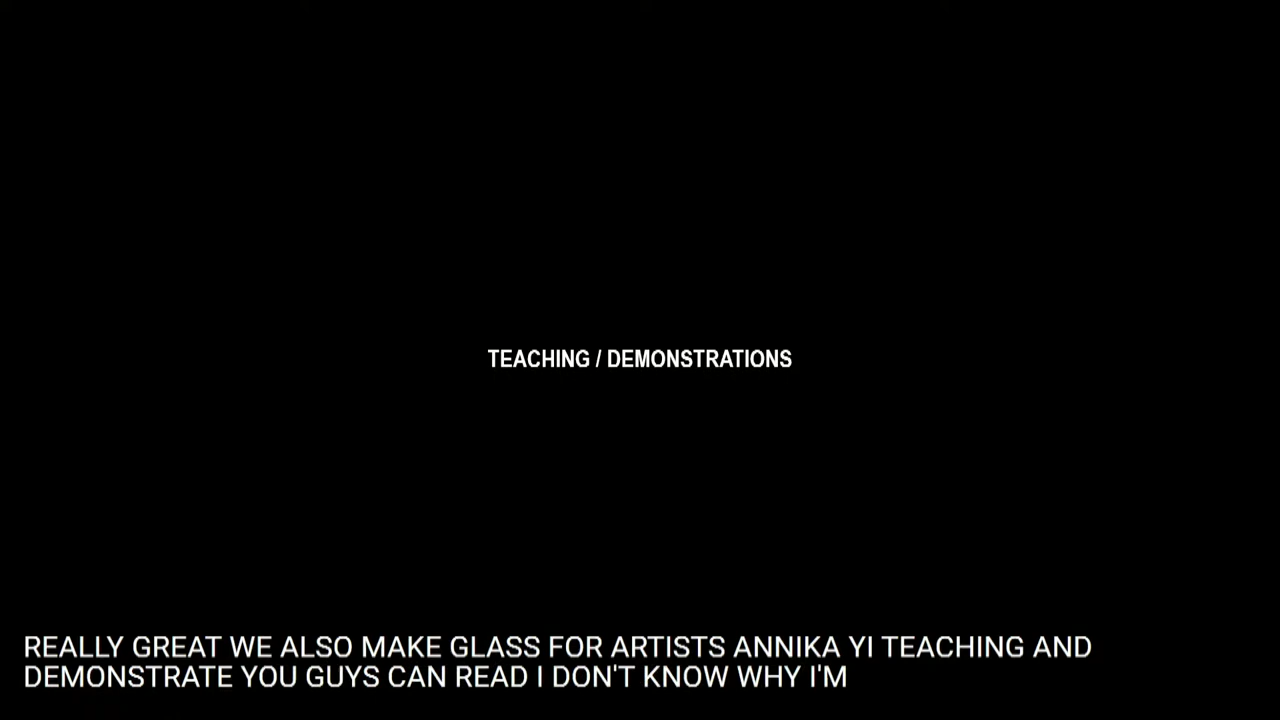 TEACHING / DEMONSTRATIONS
REALLY GREAT WE ALSO MAKE GLASS FOR ARTISTS ANNIKA YI TEACHING AND
DEMONSTRATE YOU GUYS CAN READ I DON'T KNOW WHY I'M